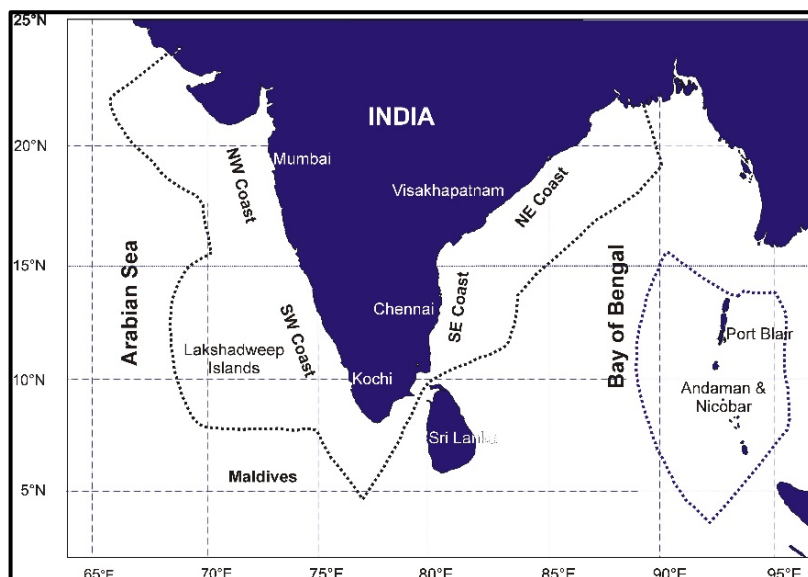 25°N
INDIA
20°N
Mumbai
NW Coast
Visakhapatnam
NE Coast
15°N
Arabian Sea
Bay of Bengal
SE Coast
Chennai
SW Coast
Port Blair
Lakshadweep
Islands
10°N
Kochi
Andaman &
Nicobar
Sri Lanka
Maldives
5°N
65°E
70°E
75°E
80°E
85°E
90°E
95°E